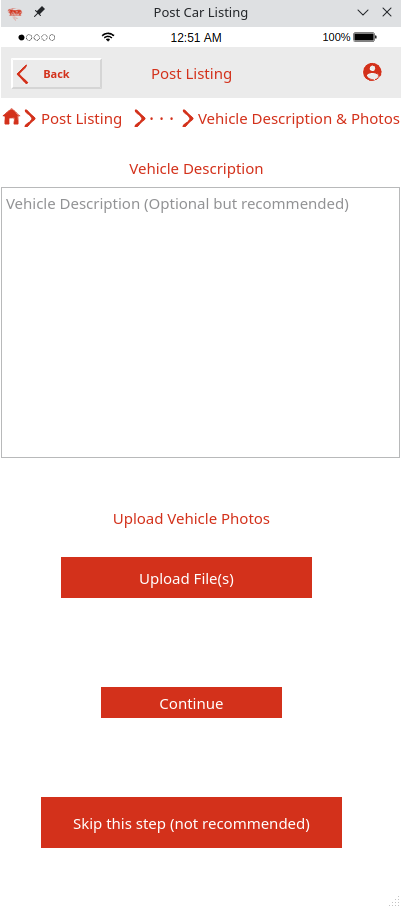 Post Car Listing
12:51 AM
100%
Back
Post Listing
Post Listing
· · ·
Vehicle Description & Photos
Vehicle Description
Vehicle Description (Optional but recommended)
Upload Vehicle Photos
Upload File(s)
Continue
Skip this step (not recommended)